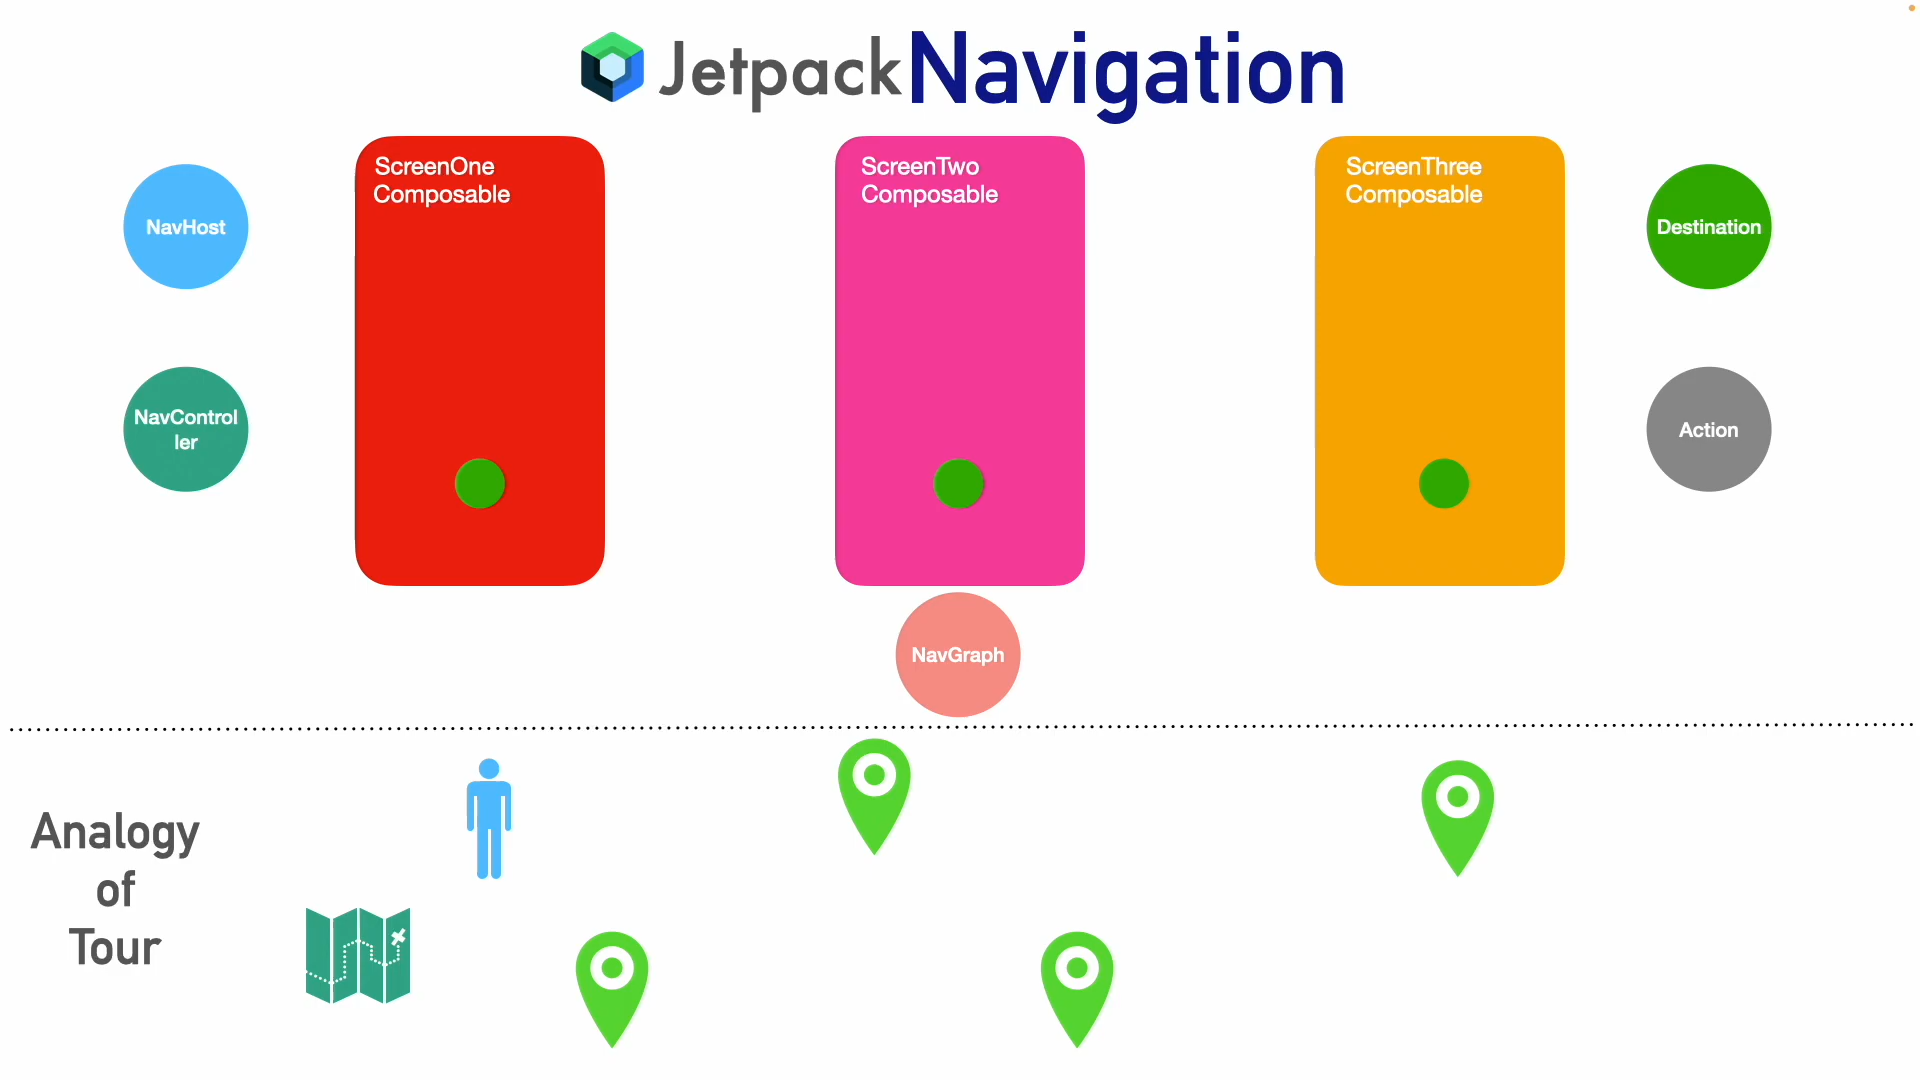 Jetpack Navigation
ScreenOne
Composable
ScreenTwo
Composable
ScreenThree
Composable
NavHost
Destination
NavControl
ler
Action
NavGraph
Analogy
of
Tour